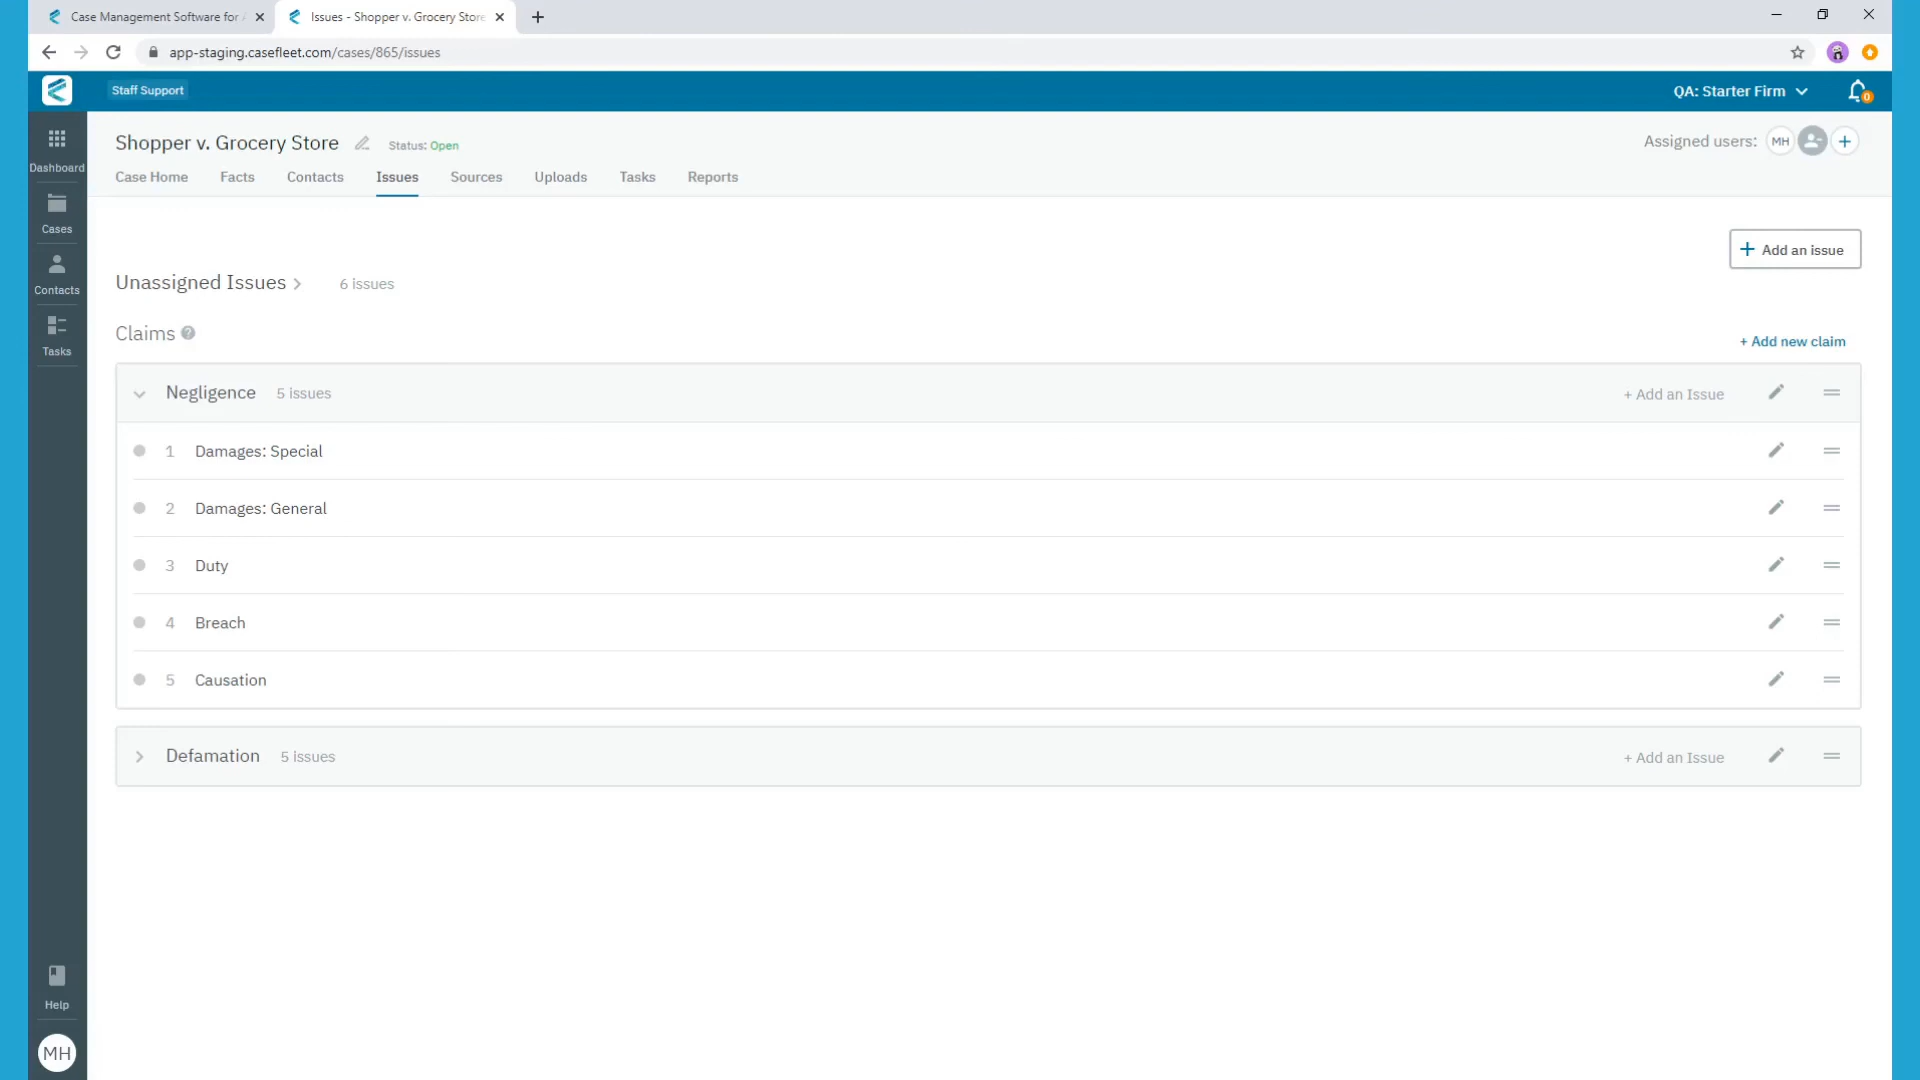 Case Management Software for
Issues - Shopper v. Grocery Store
app-staging.casefleet.com/cases/865/issues
Staff Support
QA: Starter Firm
0
Dashboard
Cases
Contacts
Tasks
Help
MH
Shopper v. Grocery Store
Status: Open
Assigned users: MH
Case Home Facts Contacts Issues Sources Uploads Tasks Reports
+ Add an issue
Unassigned Issues > 6 issues
Claims ?
+ Add new claim
Negligence 5 issues + Add an Issue
1 Damages: Special
2 Damages: General
3 Duty
4 Breach
5 Causation
Defamation 5 issues + Add an Issue